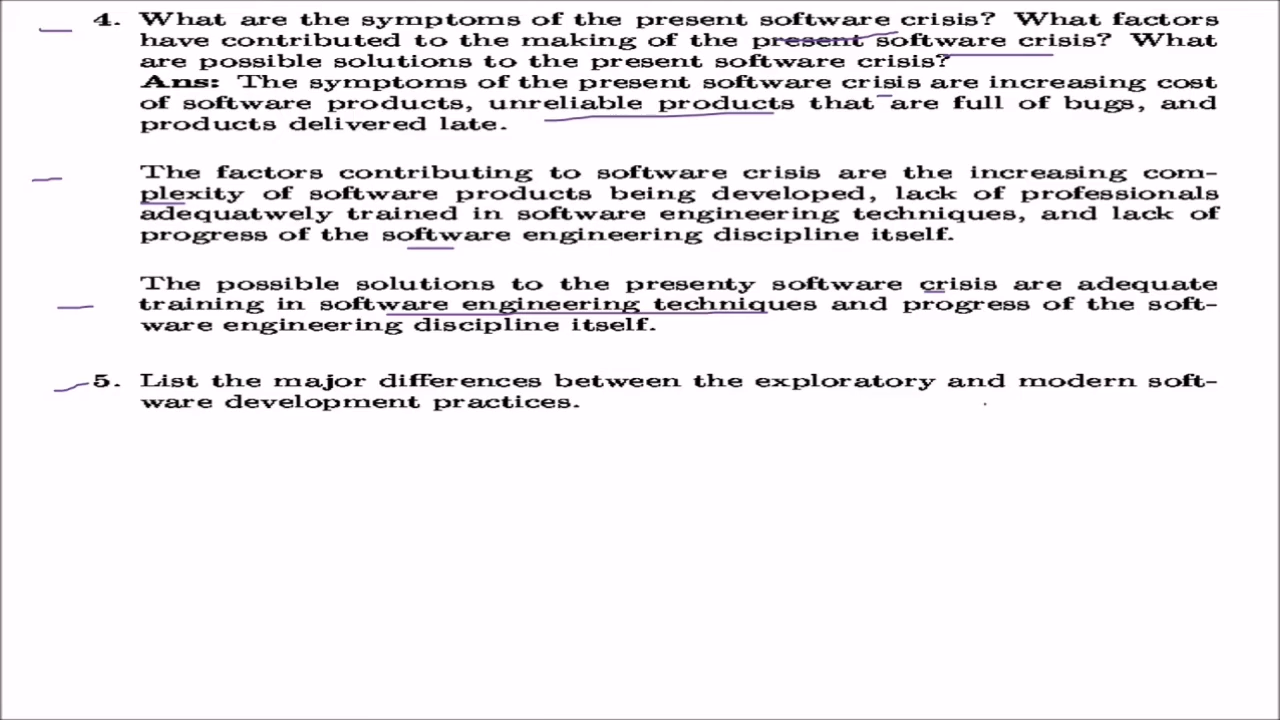 4. What are the symptoms of the present software crisis? What factors
have contributed to the making of the present software crisis? What
are possible solutions to the present software crisis?
Ans: The symptoms of the present software crisis are increasing cost
of software products, unreliable products that are full of bugs, and
products delivered late.
The factors contributing to software crisis are the increasing com-
plexity of software products being developed, lack of professionals
adequatwely trained in software engineering techniques, and lack of
progress of the software engineering discipline itself.
The possible solutions to the presenty software crisis are adequate
training in software engineering techniques and progress of the soft-
ware engineering discipline itself.
5. List the major differences between the exploratory and modern soft-
ware development practices.